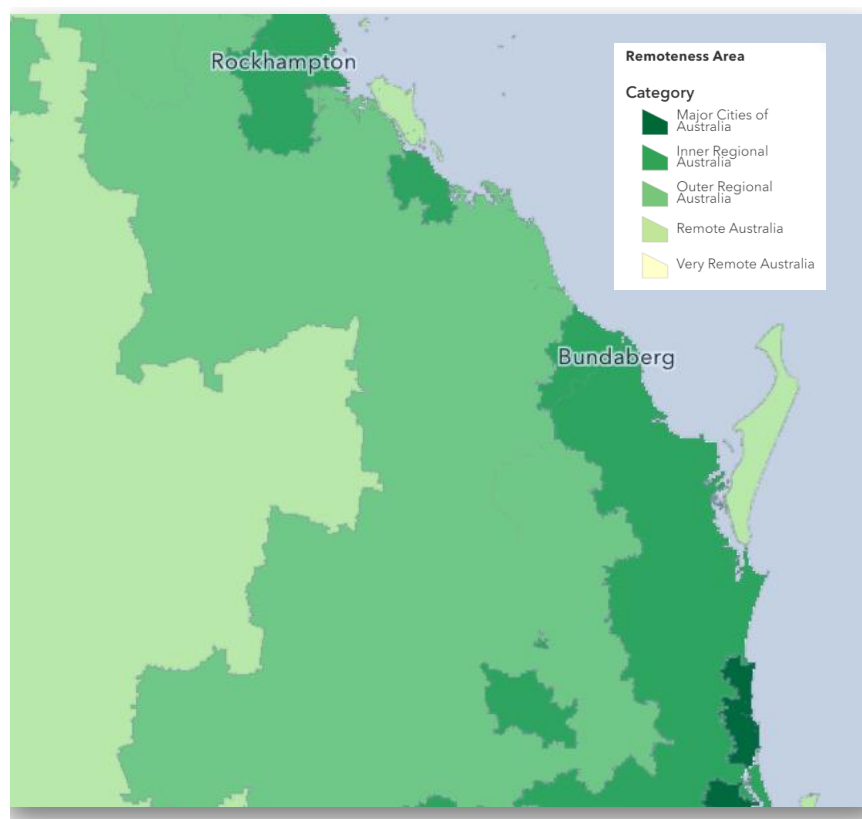 Rockhampton
Remoteness Area
Category
Major Cities of
Australia
Inner Regional
Australia
Outer Regional
Australia
Remote Australia
Very Remote Australia
Bundaberg